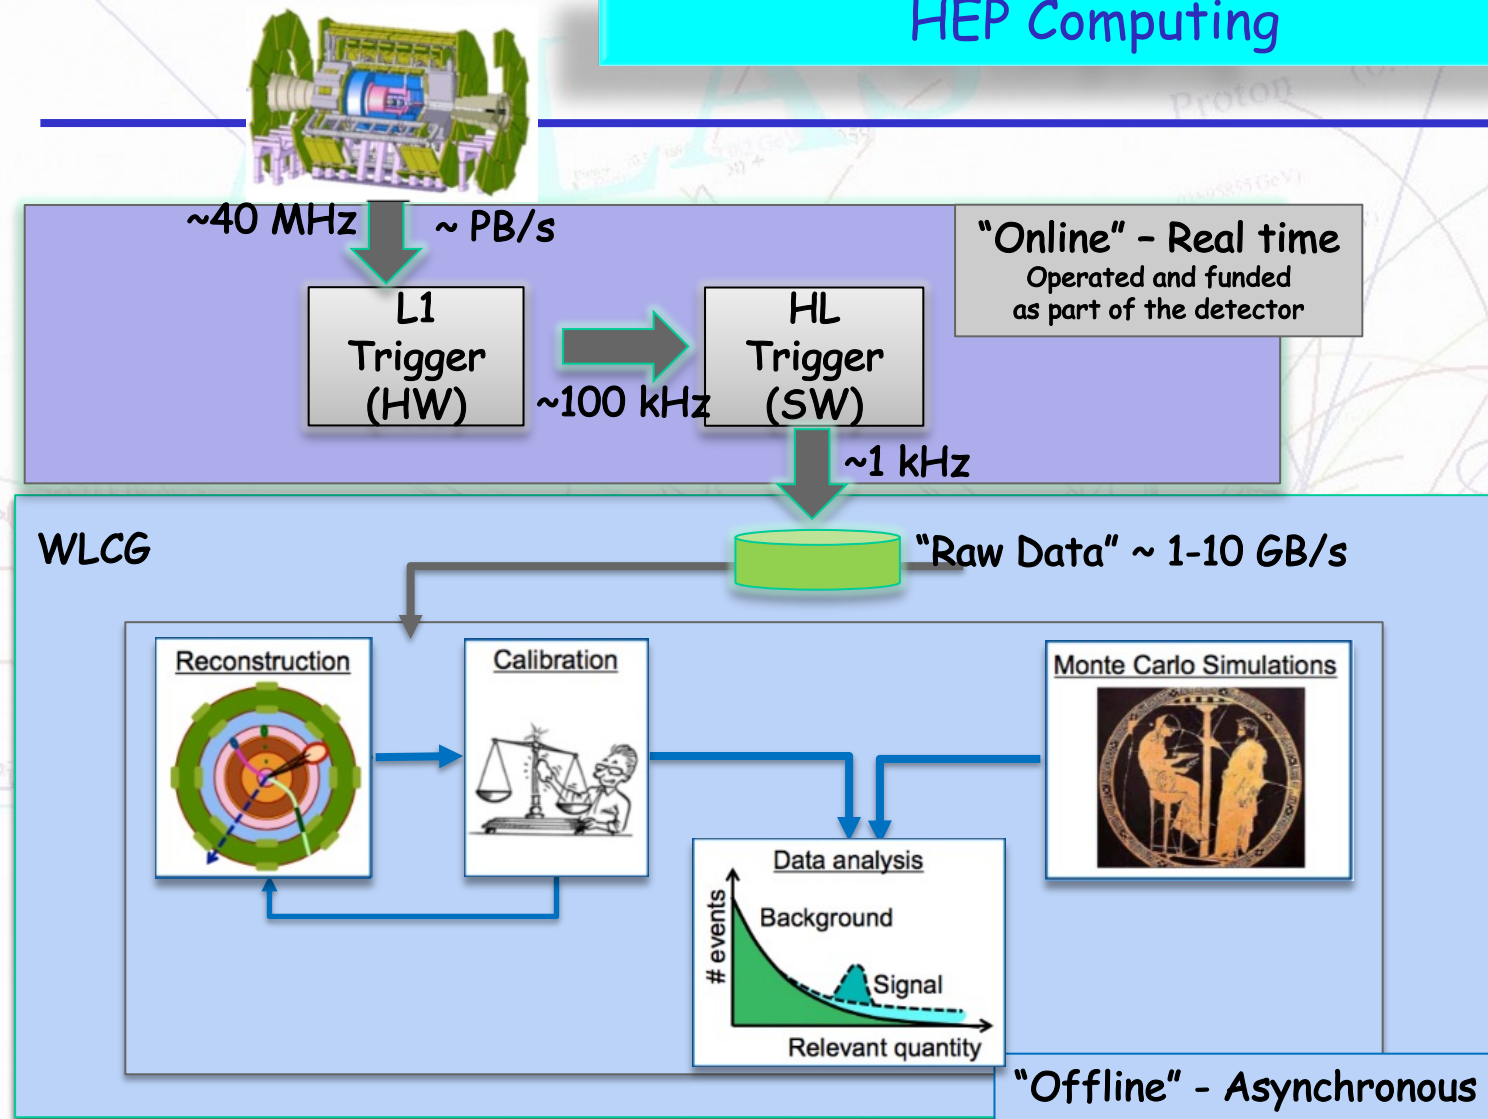 HEP Computing
Proton
~40 MHz
~ PB/s
“Online” – Real time
Operated and funded
as part of the detector
L1
Trigger
(HW)
~100 kHz
HL
Trigger
(SW)
~1 kHz
WLCG
“Raw Data” ~ 1-10 GB/s
Reconstruction
Calibration
Monte Carlo Simulations
Data analysis
# events
Background
Signal
Relevant quantity
“Offline” - Asynchronous